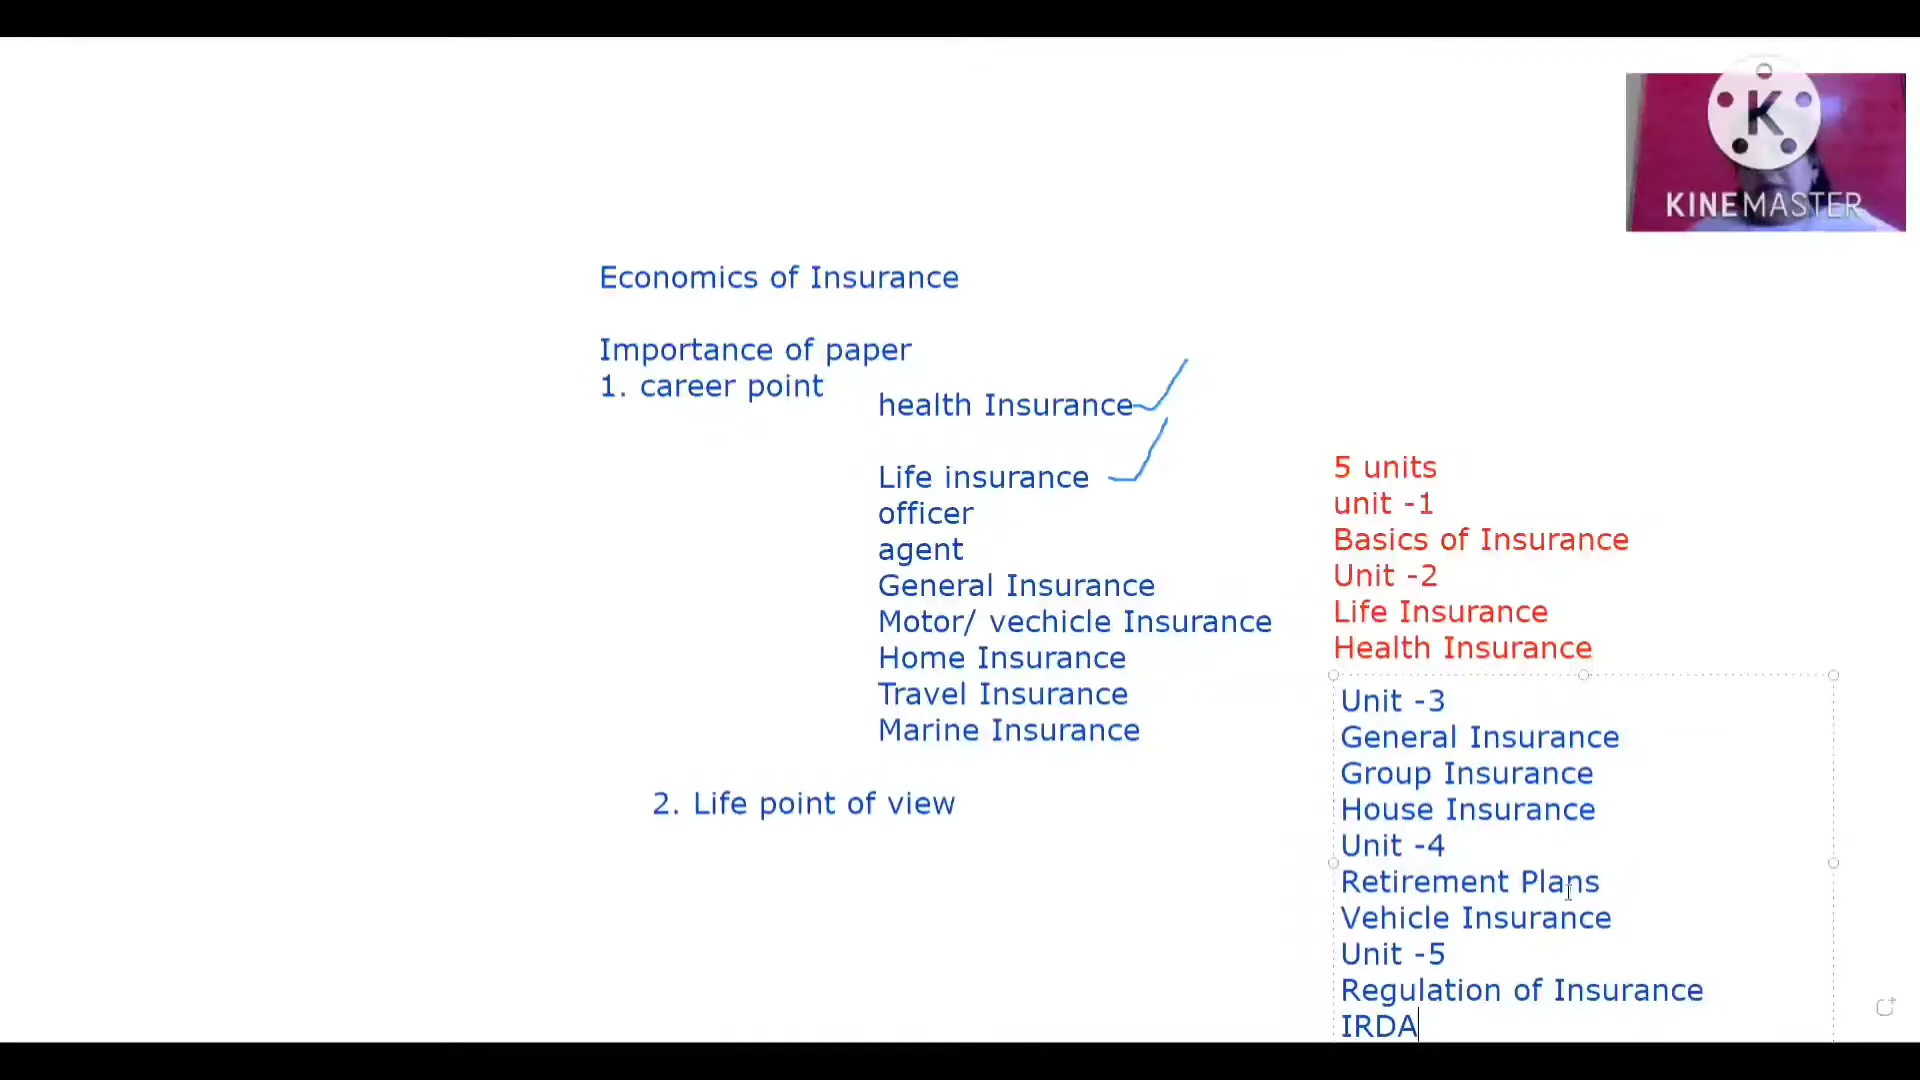 K
KINEMASTER
Economics of Insurance
Importance of paper
1. career point
health Insurance
Life insurance
officer
agent
General Insurance
Motor/ vechicle Insurance
Home Insurance
Travel Insurance
Marine Insurance
2. Life point of view
5 units
unit -1
Basics of Insurance
Unit -2
Life Insurance
Health Insurance
Unit -3
General Insurance
Group Insurance
House Insurance
Unit -4
Retirement Plans
Vehicle Insurance
Unit -5
Regulation of Insurance
IRDA